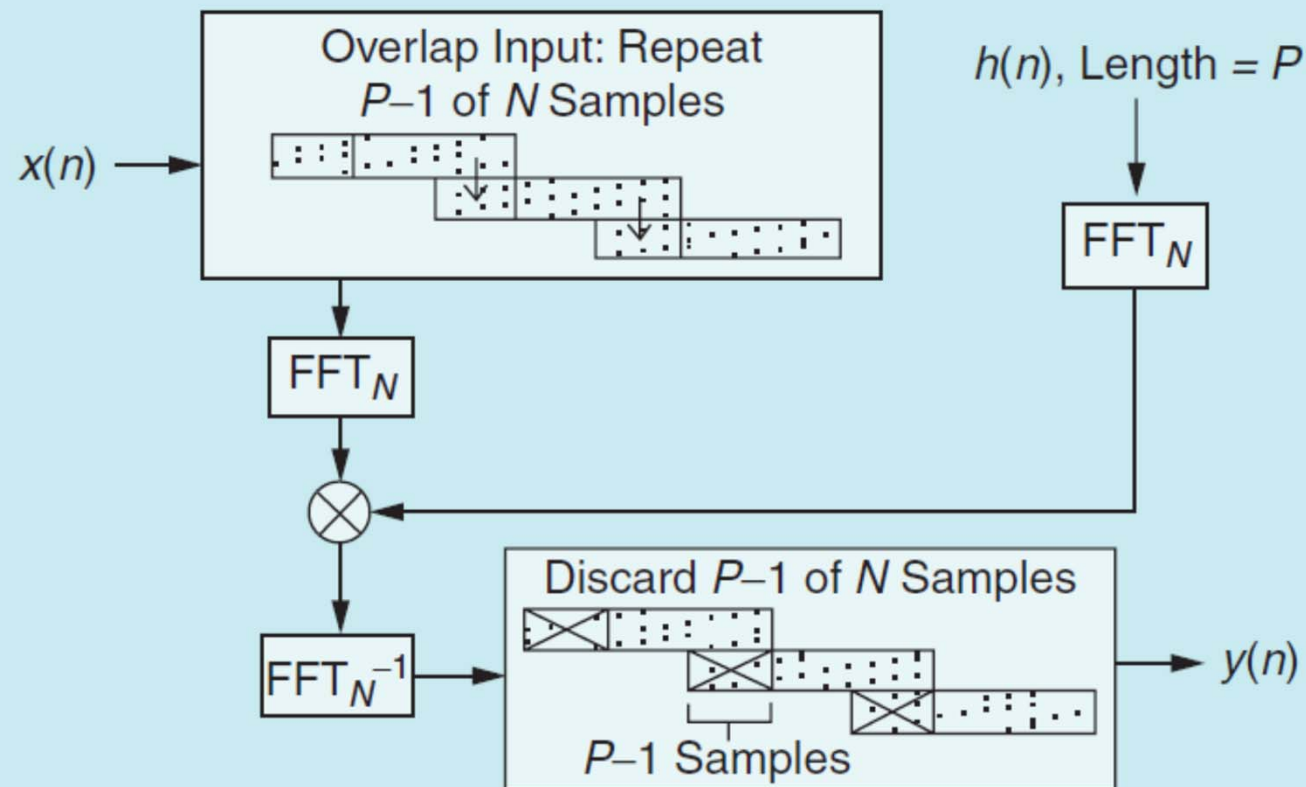 Overlap Input: Repeat
P–1 of N Samples
h(n), Length = P
x(n)
FFT_N
FFT_N
FFT_N^–1
Discard P–1 of N Samples
P–1 Samples
y(n)